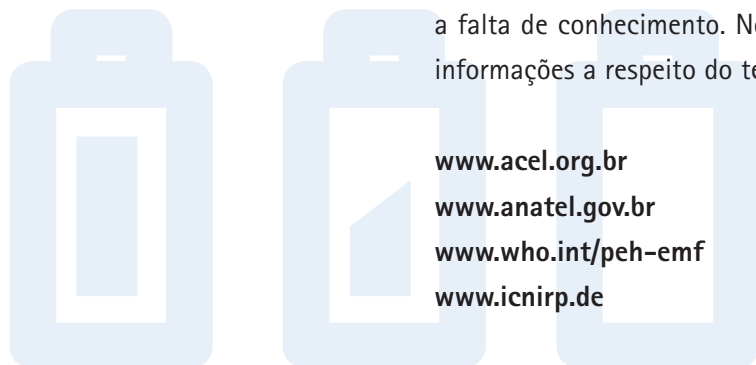 a falta de conhecimento.
informações a respeito do
www.acel.org.br
www.anatel.gov.br
www.who.int/peh-emf
www.icnirp.de